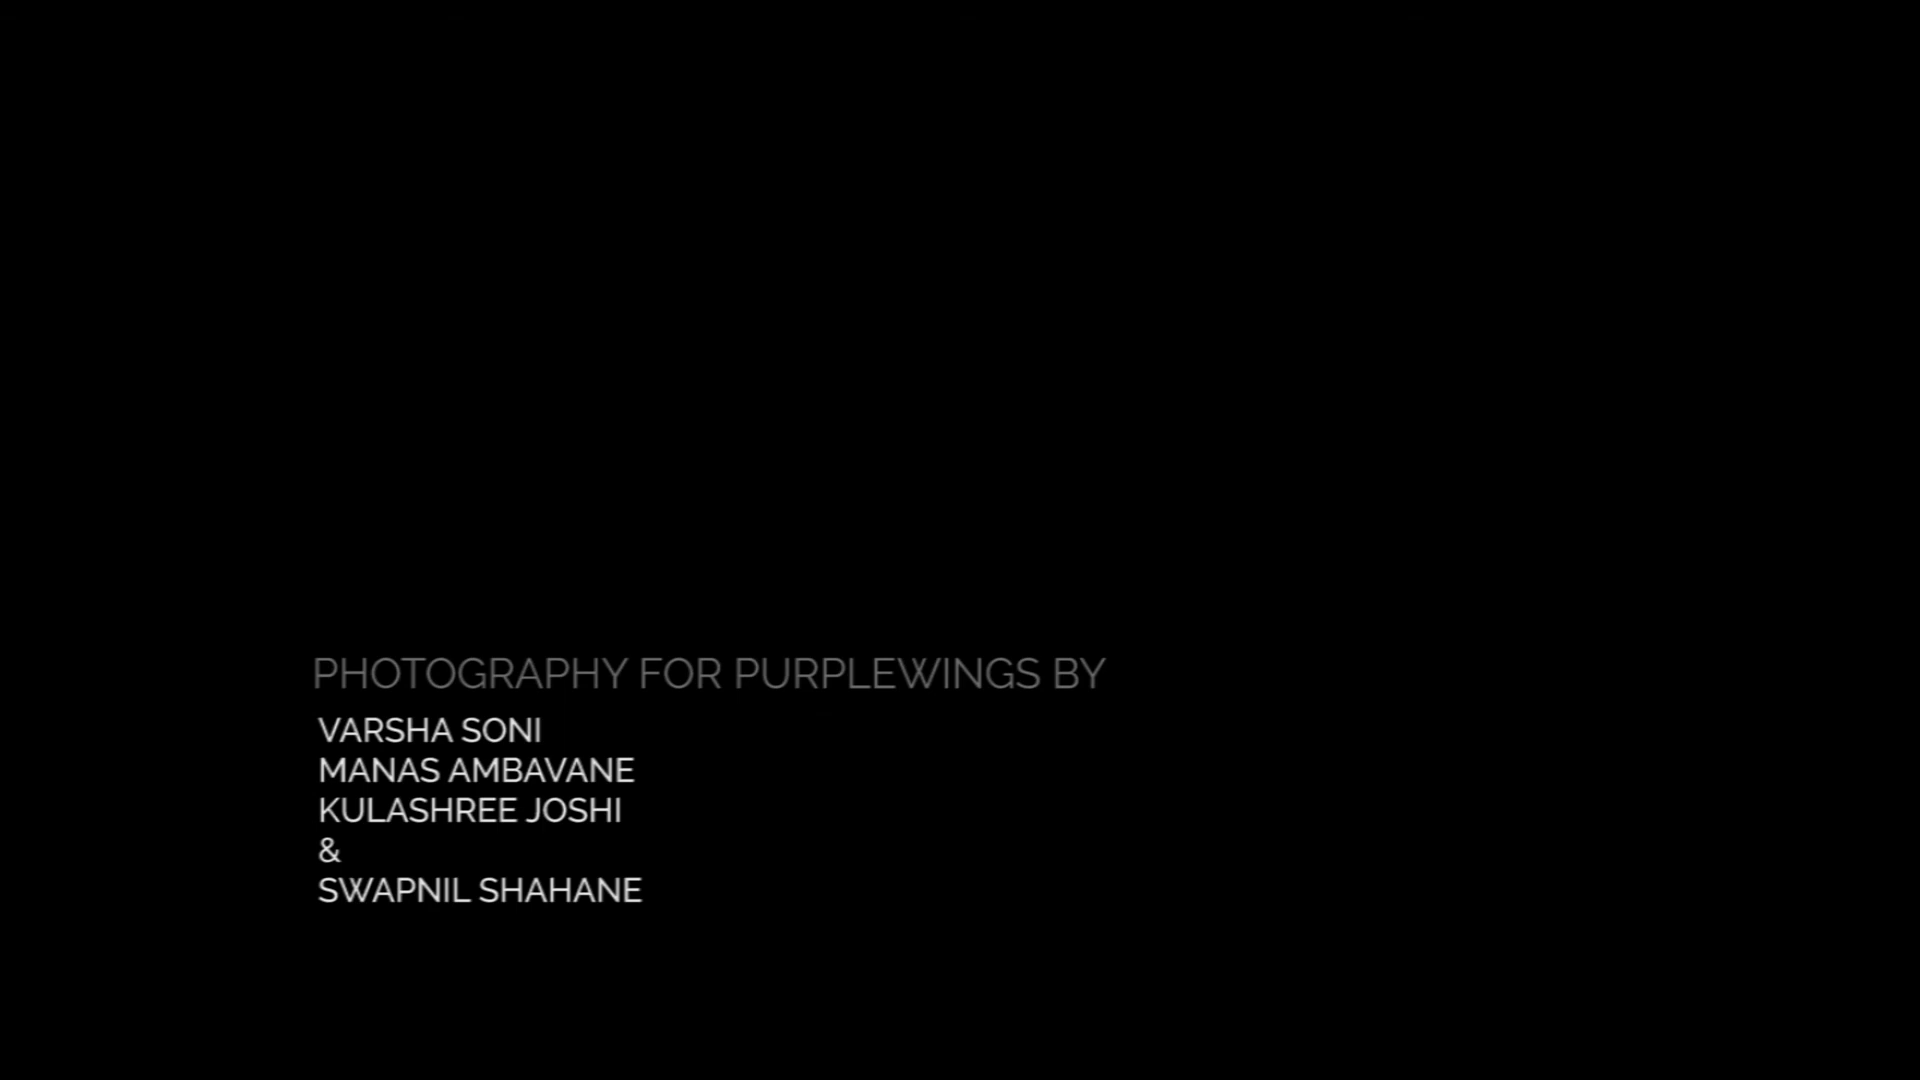 PHOTOGRAPHY FOR PURPLEWINGS BY
VARSHA SONI
MANAS AMBAVANE
KULASHREE JOSHI
&
SWAPNIL SHAHANE